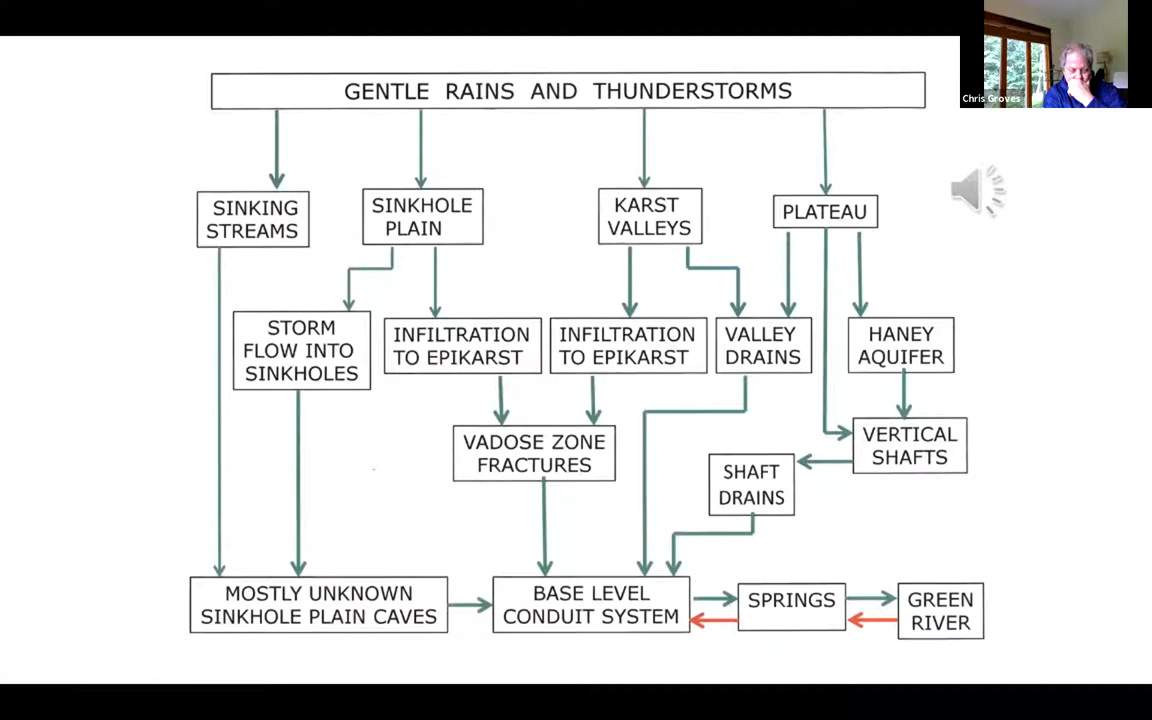 GENTLE RAINS AND THUNDERSTORMS
Chris Groves
SINKING
STREAMS
SINKHOLE
PLAIN
KARST
VALLEYS
PLATEAU
STORM
FLOW INTO
SINKHOLES
INFILTRATION
TO EPIKARST
INFILTRATION
TO EPIKARST
VALLEY
DRAINS
HANEY
AQUIFER
VADOSE ZONE
FRACTURES
VERTICAL
SHAFTS
SHAFT
DRAINS
MOSTLY UNKNOWN
SINKHOLE PLAIN CAVES
BASE LEVEL
CONDUIT SYSTEM
SPRINGS
GREEN
RIVER